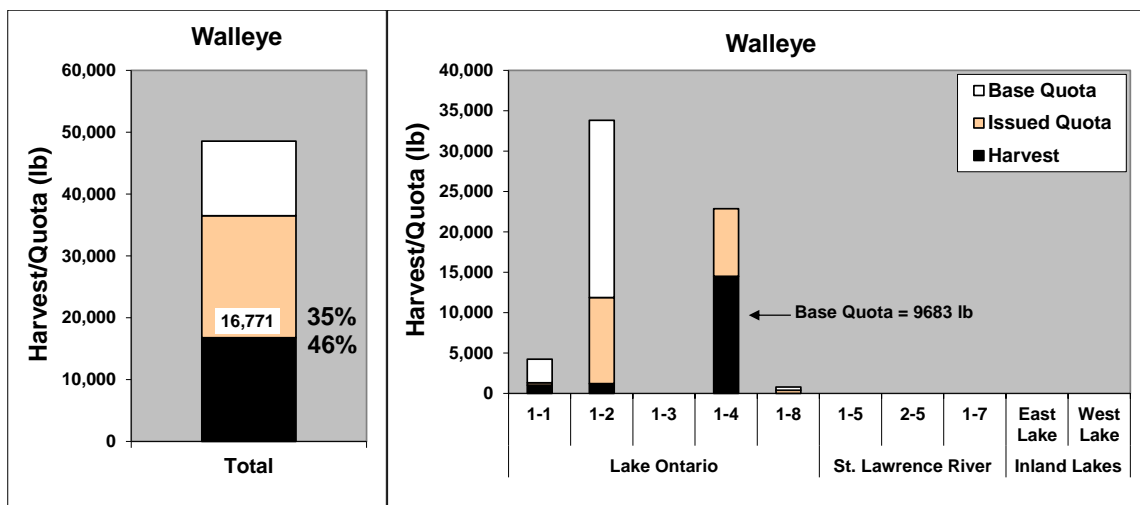 Walleye
60,000
50,000
40,000
30,000
20,000
10,000
0
Harvest/Quota (lb)
16,771
35%
46%
Total
Walleye
40,000
35,000
30,000
25,000
20,000
15,000
10,000
5,000
0
Harvest/Quota (lb)
Base Quota
Issued Quota
Harvest
Base Quota = 9683 lb
1-1 1-2 1-3 1-4 1-8 1-5 2-5 1-7 East Lake West Lake
Lake Ontario St. Lawrence River Inland Lakes